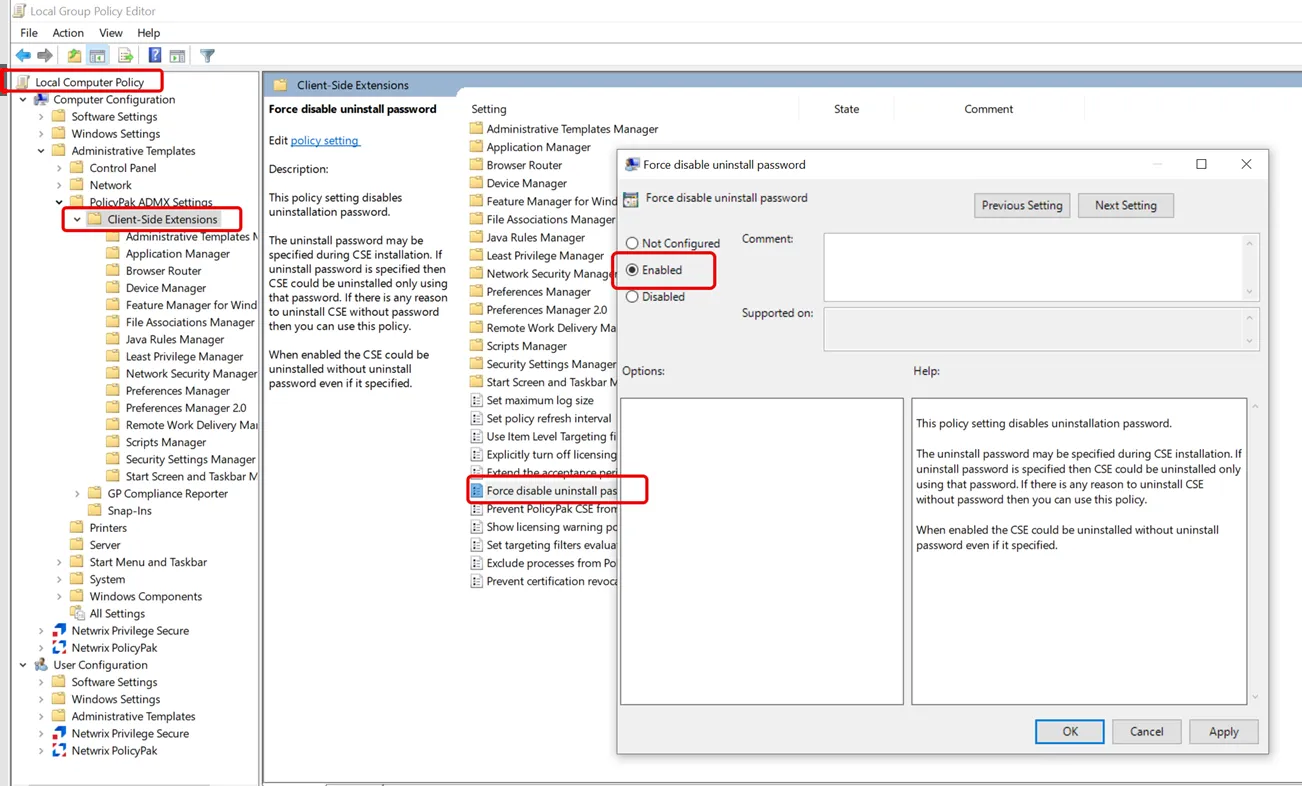 Local Group Policy Editor
File Action View Help
Local Computer Policy
Computer Configuration
Software Settings
Windows Settings
Administrative Templates
Control Panel
Network
PolicyPak ADMX Settings
Client-Side Extensions
Administrative Templates M
Application Manager
Browser Router
Device Manager
Feature Manager for Wind
File Associations Manager
Java Rules Manager
Least Privilege Manager
Network Security Manager
Preferences Manager
Preferences Manager 2.0
Remote Work Delivery Ma
Scripts Manager
Security Settings Manager
Start Screen and Taskbar M
GP Compliance Reporter
Snap-Ins
Printers
Server
Start Menu and Taskbar
System
Windows Components
All Settings
Netwrix Privilege Secure
Netwrix PolicyPak
User Configuration
Software Settings
Windows Settings
Administrative Templates
Netwrix Privilege Secure
Netwrix PolicyPak
Client-Side Extensions
Force disable uninstall password
Edit policy setting
Description:
This policy setting disables
uninstallation password.
The uninstall password may be
specified during CSE installation. If
uninstall password is specified then
CSE could be uninstalled only using
that password. If there is any reason
to uninstall CSE without password
then you can use this policy.
When enabled the CSE could be
uninstalled without uninstall
password even if it specified.
Setting State Comment
Administrative Templates Manager
Application Manager
Browser Router
Device Manager
Feature Manager for Wind
File Associations Manager
Java Rules Manager
Least Privilege Manager
Network Security Manage
Preferences Manager
Preferences Manager 2.0
Remote Work Delivery Ma
Scripts Manager
Security Settings Manager
Start Screen and Taskbar M
Set maximum log size
Set policy refresh interval
Use Item Level Targeting fi
Explicitly turn off licensing
Extend the acceptance peri
Force disable uninstall pas
Prevent PolicyPak CSE from
Show licensing warning po
Set targeting filters evalua
Exclude processes from Po
Prevent certification revoca
Force disable uninstall password
Force disable uninstall password
Previous Setting Next Setting
Not Configured
Enabled
Disabled
Comment:
Supported on:
Options:
Help:
This policy setting disables uninstallation password.
The uninstall password may be specified during CSE installation. If
uninstall password is specified then CSE could be uninstalled only
using that password. If there is any reason to uninstall CSE
without password then you can use this policy.
When enabled the CSE could be uninstalled without uninstall
password even if it specified.
OK Cancel Apply